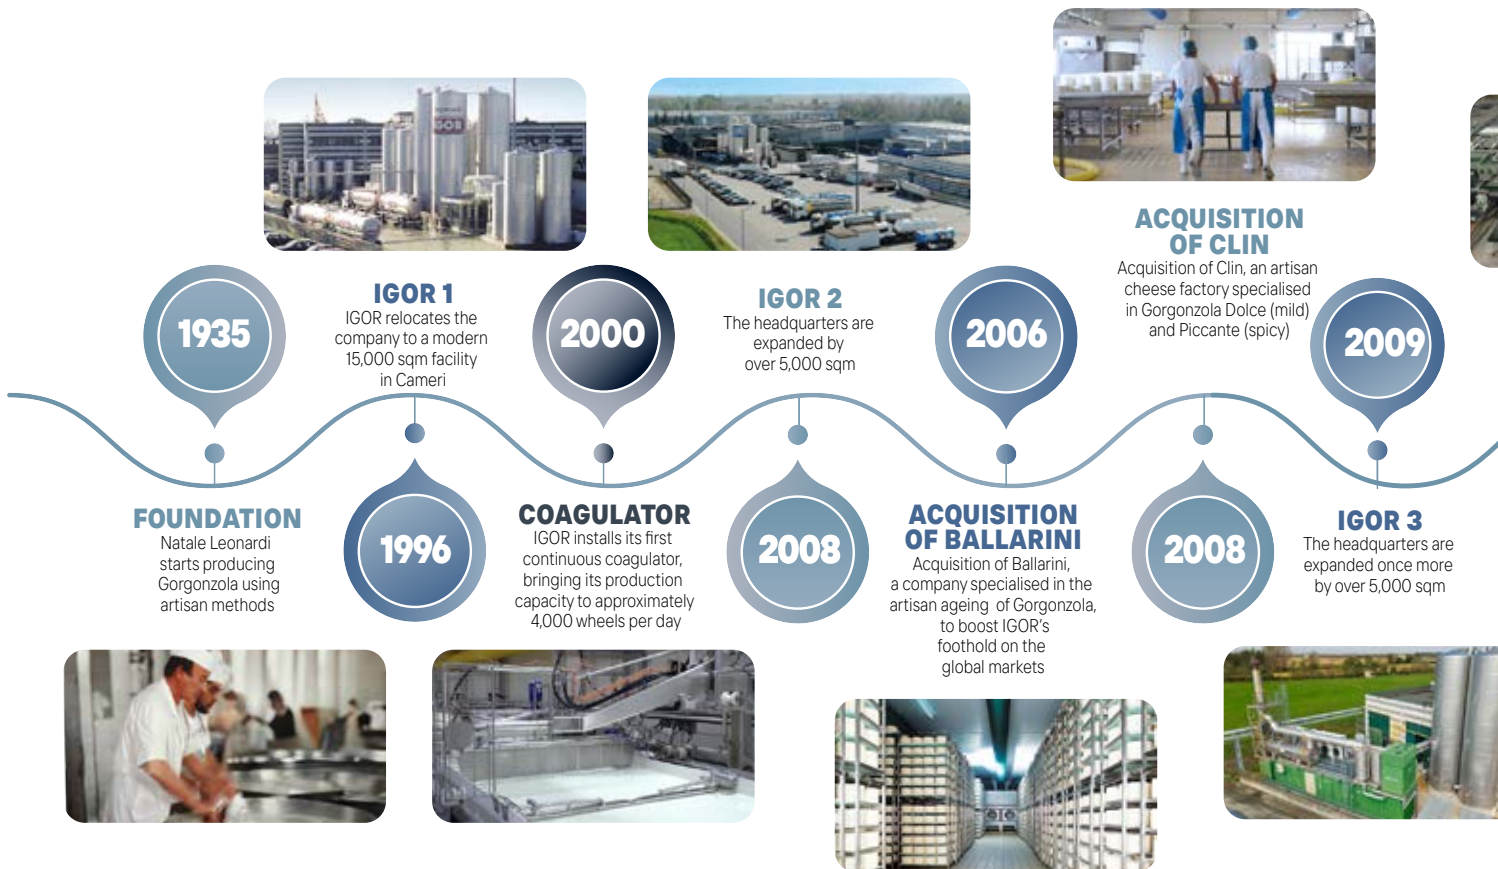 1935
FOUNDATION
Natale Leonardi
starts producing
Gorgonzola using
artisan methods
IGOR 1
IGOR relocates the
company to a modern
15,000 sqm facility
in Cameri
1996
2000
COAGULATOR
IGOR installs its first
continuous coagulator,
bringing its production
capacity to approximately
4,000 wheels per day
IGOR 2
The headquarters are
expanded by
over 5,000 sqm
2008
2006
ACQUISITION
OF BALLARINI
Acquisition of Ballarini,
a company specialised in the
artisan ageing of Gorgonzola,
to boost IGOR's
foothold on the
global markets
ACQUISITION
OF CLIN
Acquisition of Clin, an artisan
cheese factory specialised
in Gorgonzola Dolce (mild)
and Piccante (spicy)
2008
2009
IGOR 3
The headquarters are
expanded once more
by over 5,000 sqm